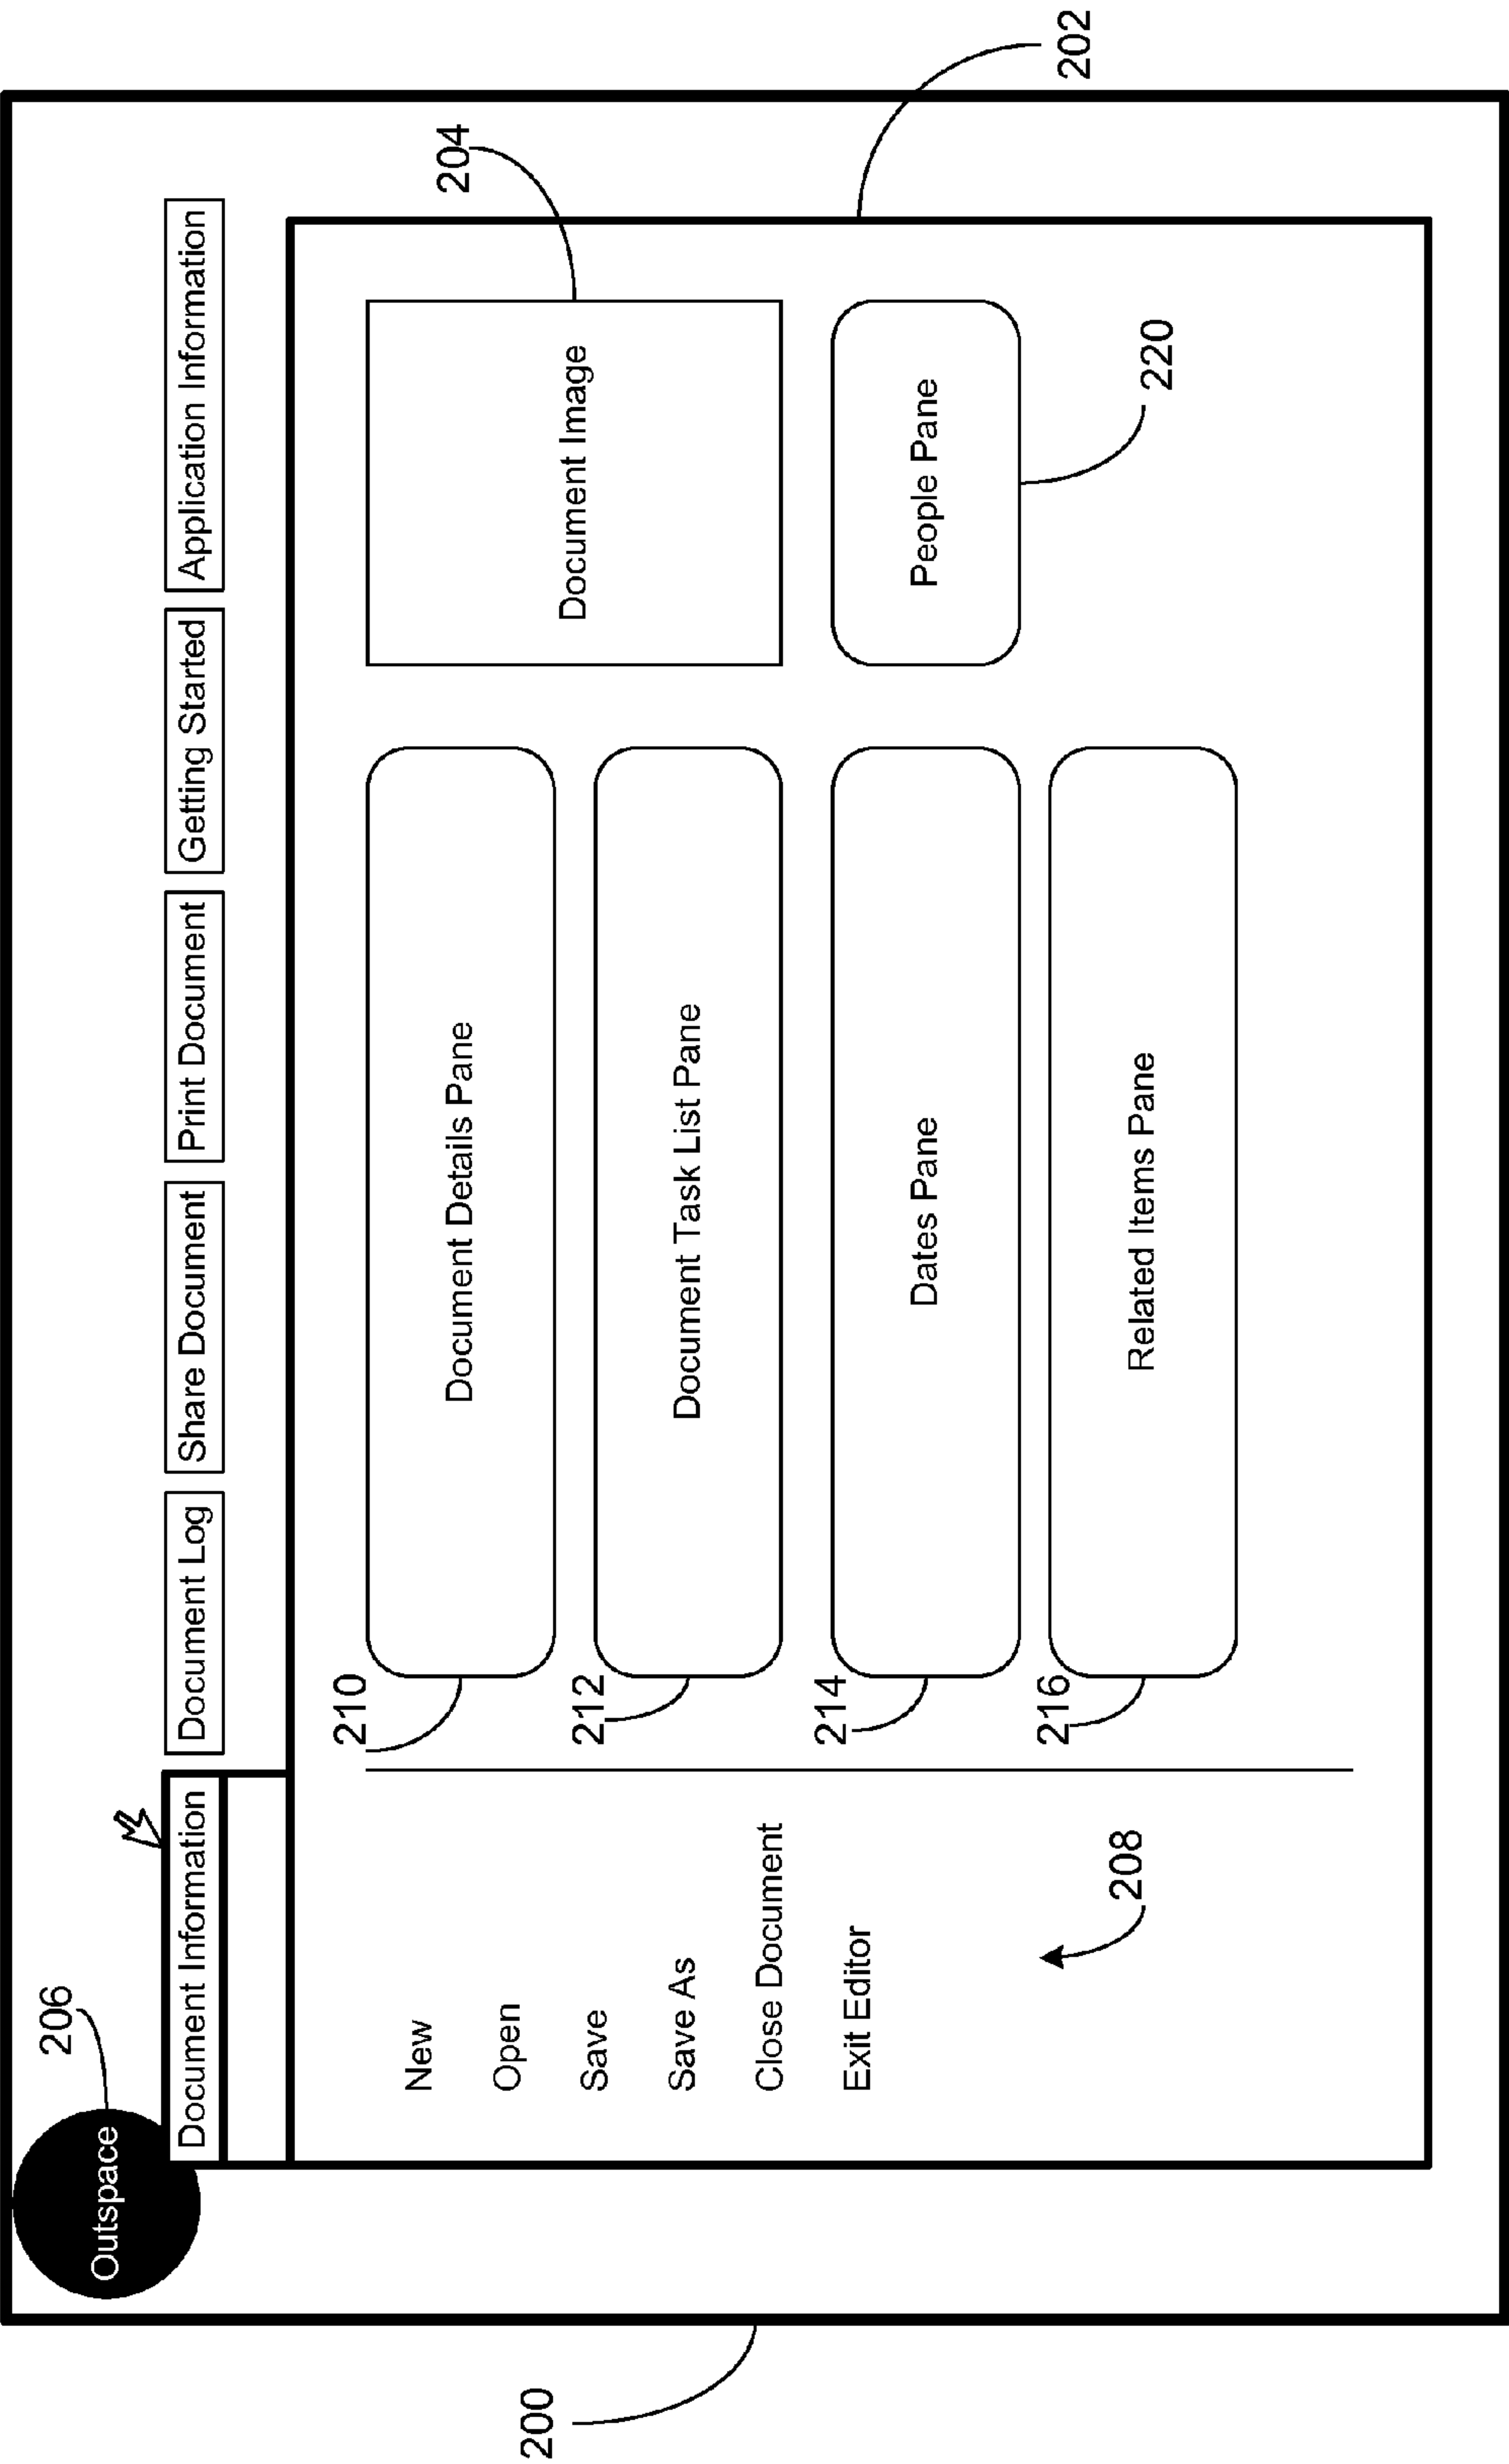 206
Outspace
Document Information
Document Log
Share Document
Print Document
Getting Started
Application Information
New
Open
Save
Save As
Close Document
Exit Editor
208
210
Document Details Pane
212
Document Task List Pane
214
Dates Pane
216
Related Items Pane
204
Document Image
People Pane
220
202
200